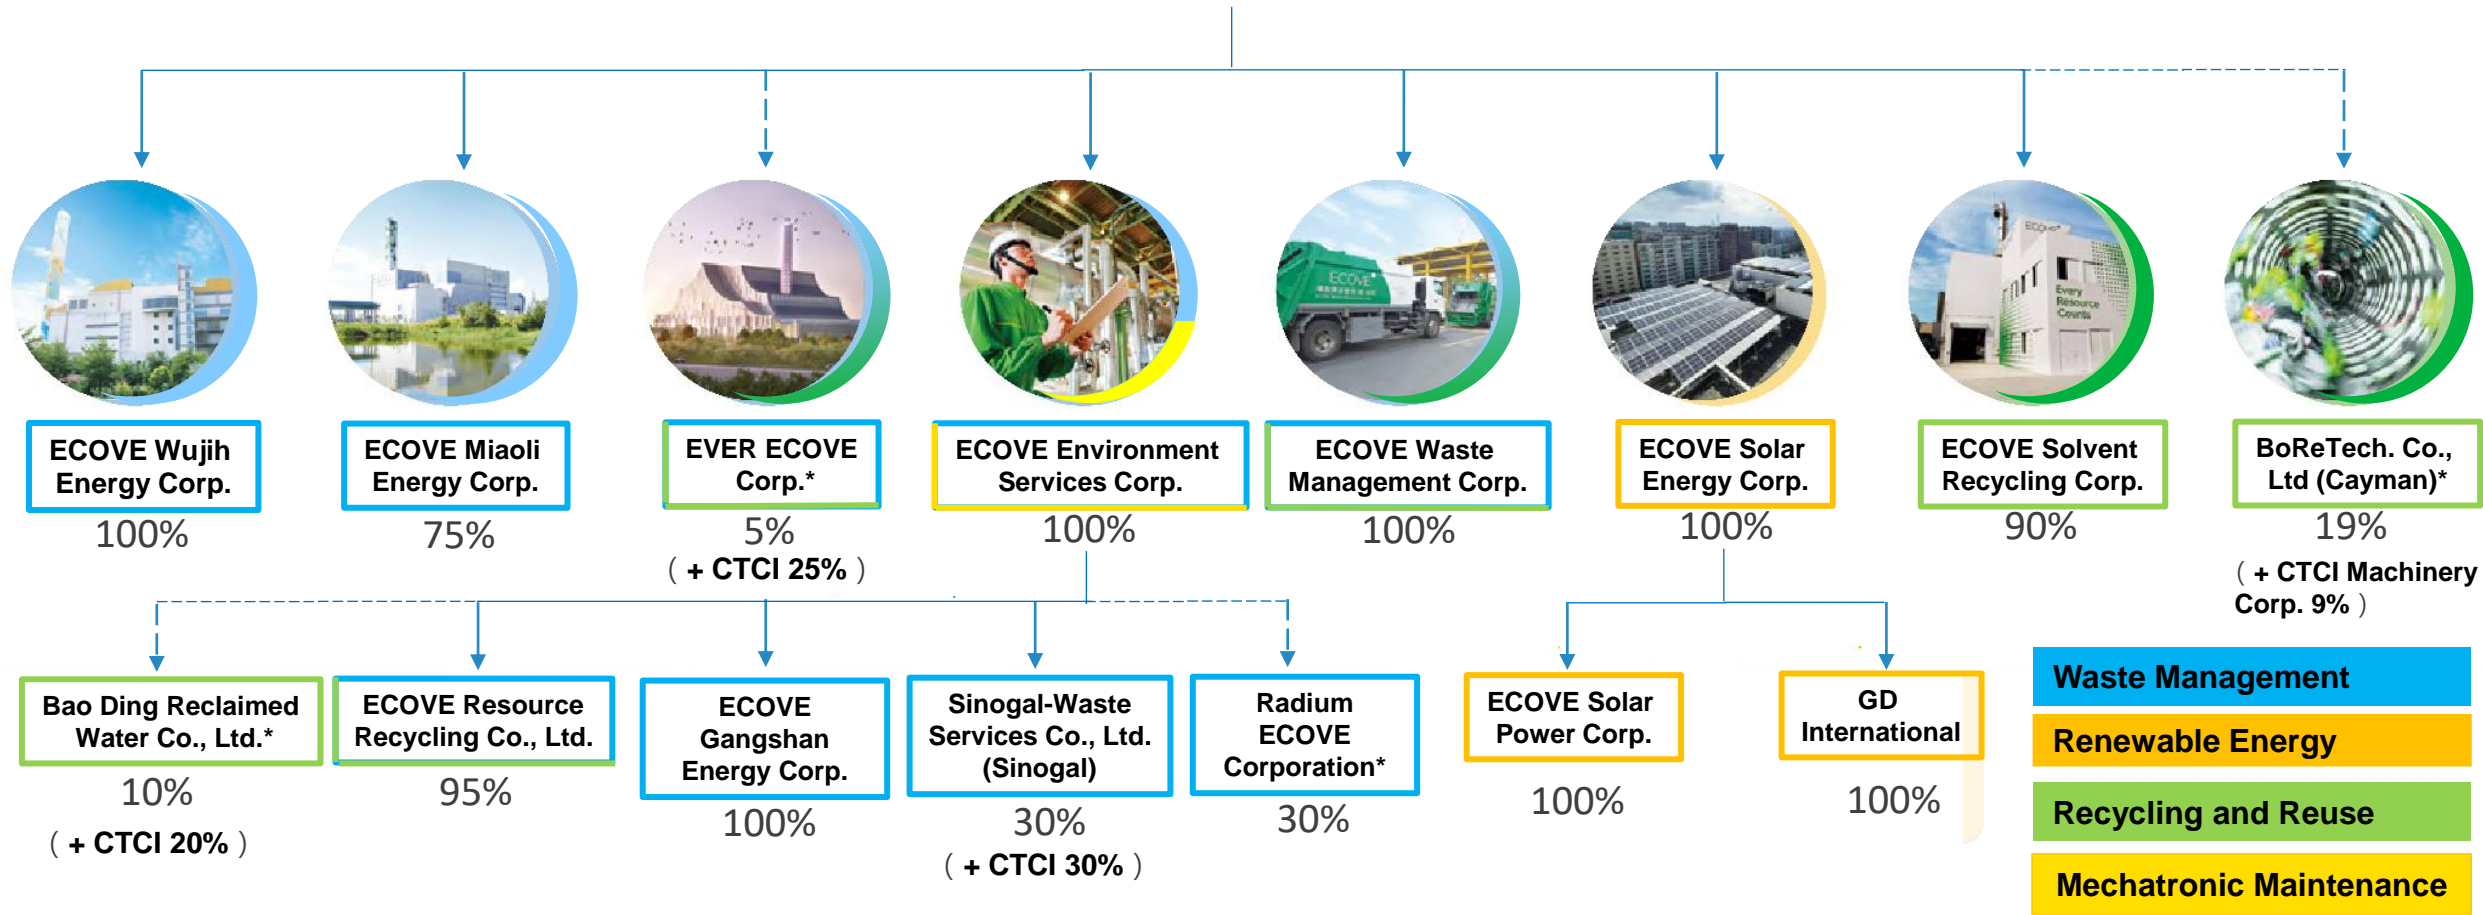 ECOVE
ECOVE
Every
Resource
Counts
ECOVE Wujih
Energy Corp.
100%
ECOVE Miaoli
Energy Corp.
75%
EVER ECOVE
Corp.*
5%
( + CTCI 25% )
ECOVE Environment
Services Corp.
100%
ECOVE Waste
Management Corp.
100%
ECOVE Solar
Energy Corp.
100%
ECOVE Solvent
Recycling Corp.
90%
BoReTech. Co.,
Ltd (Cayman)*
19%
( + CTCI Machinery
Corp. 9% )
Bao Ding Reclaimed
Water Co., Ltd.*
10%
( + CTCI 20% )
ECOVE Resource
Recycling Co., Ltd.
95%
ECOVE
Gangshan
Energy Corp.
100%
Sinogal-Waste
Services Co., Ltd.
(Sinogal)
30%
( + CTCI 30% )
Radium
ECOVE
Corporation*
30%
ECOVE Solar
Power Corp.
100%
GD
International
100%
Waste Management
Renewable Energy
Recycling and Reuse
Mechatronic Maintenance